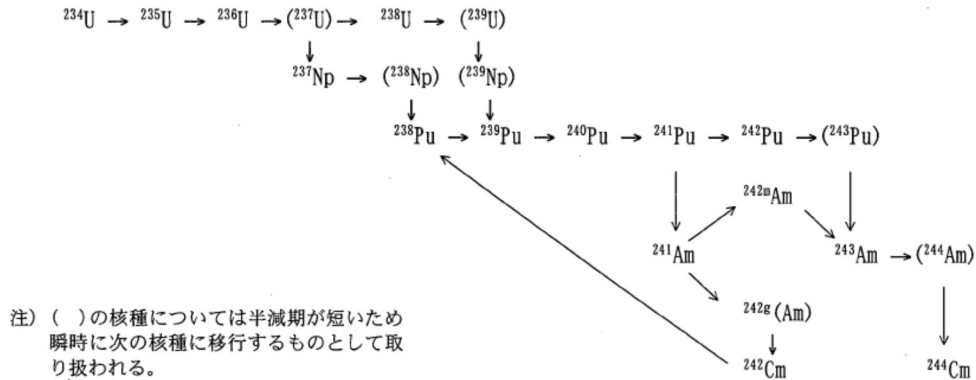 ²³⁴U → ²³⁵U → ²³⁶U → (²³⁷U) → ²³⁸U → (²³⁹U)
²³⁷Np → (²³⁸Np) (²³⁹Np)
²³⁸Pu → ²³⁹Pu → ²⁴⁰Pu → ²⁴¹Pu → ²⁴²Pu → (²⁴³Pu)
²⁴²ᵐAm
²⁴¹Am ²⁴³Am → (²⁴⁴Am)
²⁴²ᵍ(Am)
²⁴²Cm ²⁴⁴Cm
注) ( )の核種については半減期が短いため
瞬時に次の核種に移行するものとして取
り扱われる。